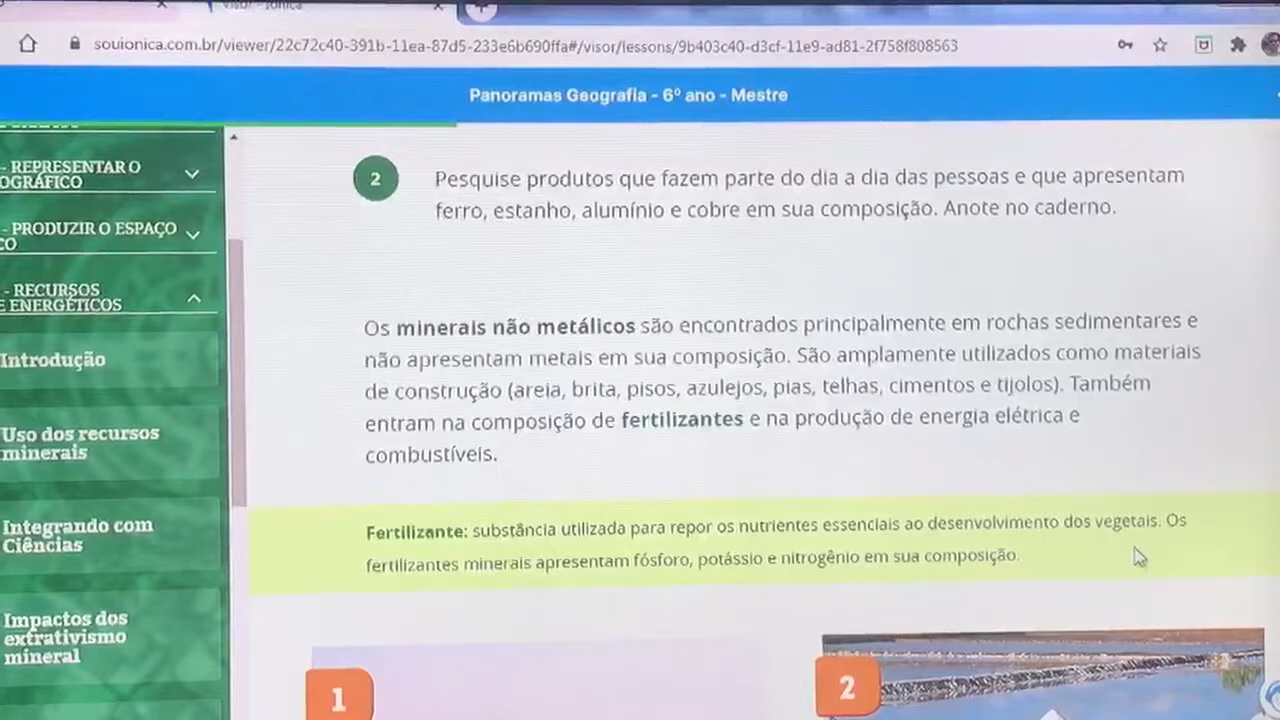 souionica.com.br/viewer/22c72c40-391b-11ea-87d5-233e6b690ffa#/visor/lessons/9b403c40-d3cf-11e9-ad81-2f758f808563
Panoramas Geografia - 6º ano - Mestre
- REPRESENTAR O
OGRÁFICO
- PRODUZIR O ESPAÇO
CO
- RECURSOS
E ENERGÉTICOS
Introdução
Uso dos recursos
minerais
Integrando com
Ciências
Impactos dos
extrativismo
mineral
2
Pesquise produtos que fazem parte do dia a dia das pessoas e que apresentam
ferro, estanho, alumínio e cobre em sua composição. Anote no caderno.
Os minerais não metálicos são encontrados principalmente em rochas sedimentares e
não apresentam metais em sua composição. São amplamente utilizados como materiais
de construção (areia, brita, pisos, azulejos, pias, telhas, cimentos e tijolos). Também
entram na composição de fertilizantes e na produção de energia elétrica e
combustíveis.
Fertilizante: substância utilizada para repor os nutrientes essenciais ao desenvolvimento dos vegetais. Os
fertilizantes minerais apresentam fósforo, potássio e nitrogênio em sua composição.
1
2